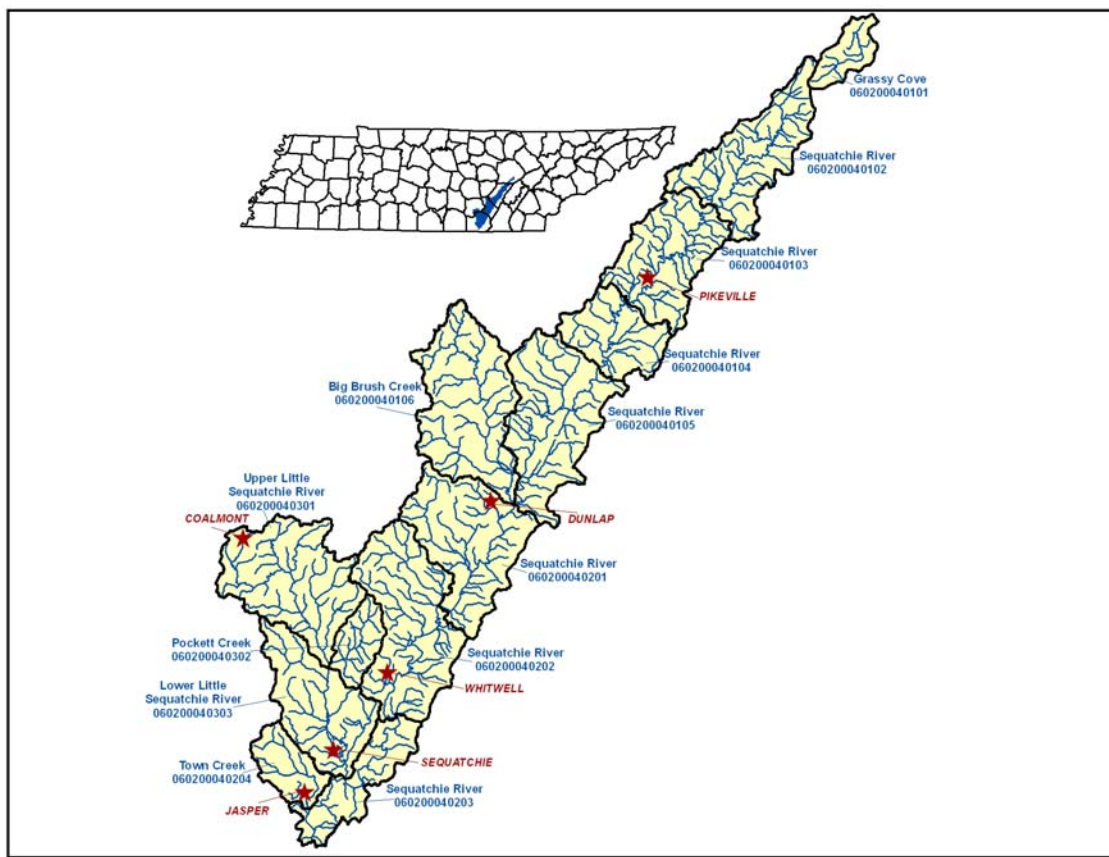 Grassy Cove
060200040101
Sequatchie River
060200040102
Sequatchie River
060200040103
PIKEVILLE
Sequatchie River
060200040104
Big Brush Creek
060200040106
Sequatchie River
060200040105
Upper Little
Sequatchie River
060200040301
COALMONT
DUNLAP
Sequatchie River
060200040201
Pockett Creek
060200040302
Sequatchie River
060200040202
WHITWELL
Lower Little
Sequatchie River
060200040303
SEQUATCHIE
Town Creek
060200040204
Sequatchie River
060200040203
JASPER